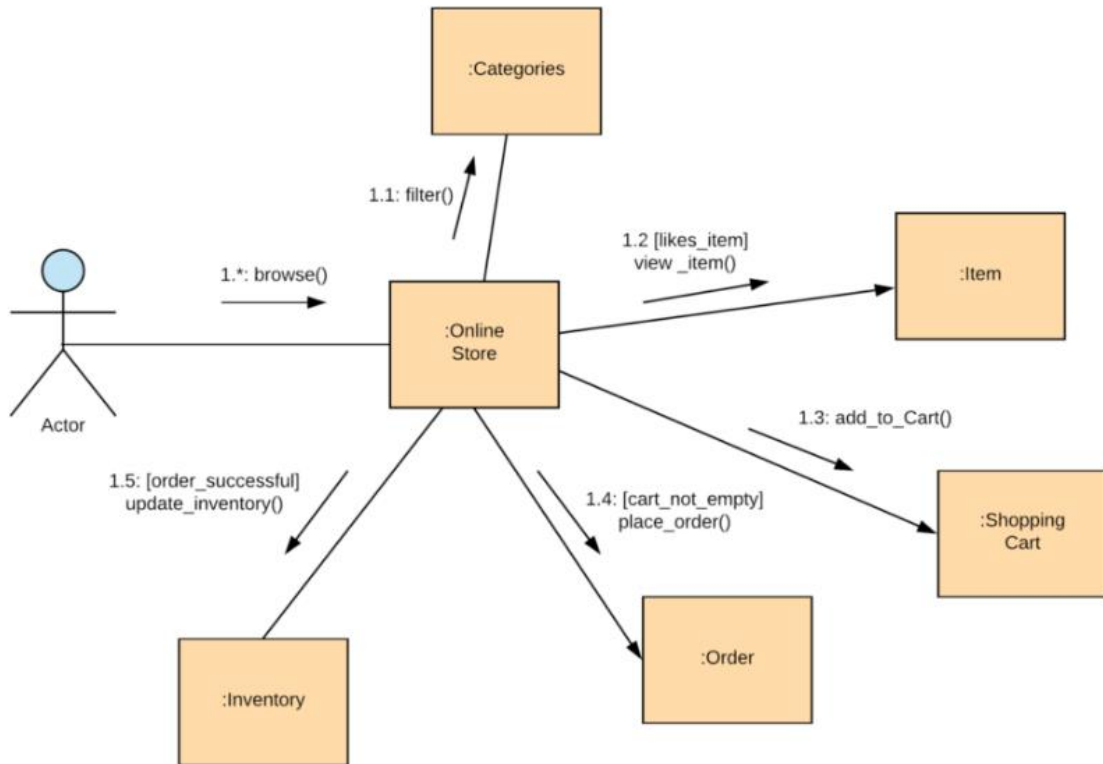 :Categories
1.1: filter()
1.2 [likes_item]
view _item()
:Item
1.*: browse()
:Online
Store
Actor
1.3: add_to_Cart()
1.5: [order_successful]
update_inventory()
1.4: [cart_not_empty]
place_order()
:Shopping
Cart
:Order
:Inventory